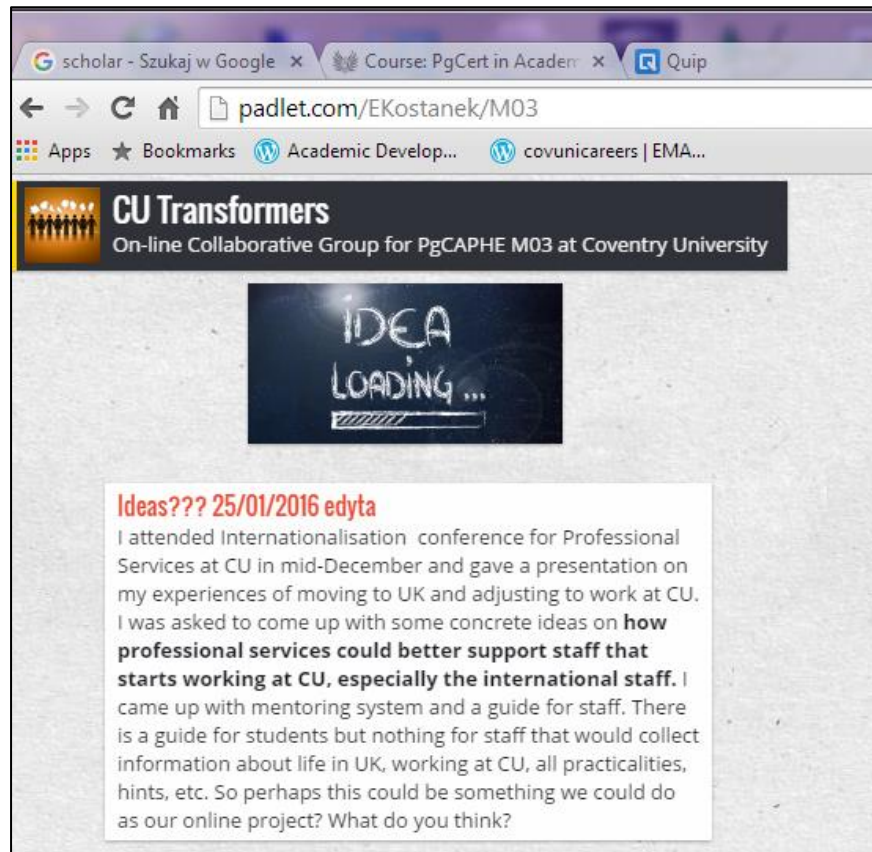 scholar - Szukaj w Google
Course: PgCert in Academ
Quip
padlet.com/EKostanek/M03
Apps
Bookmarks
Academic Develop...
covunicareers | EMA...
CU Transformers
On-line Collaborative Group for PgCAPHE M03 at Coventry University
IDEA
LOADING ...
Ideas??? 25/01/2016 edyta
I attended Internationalisation conference for Professional
Services at CU in mid-December and gave a presentation on
my experiences of moving to UK and adjusting to work at CU.
I was asked to come up with some concrete ideas on how
professional services could better support staff that
starts working at CU, especially the international staff. I
came up with mentoring system and a guide for staff. There
is a guide for students but nothing for staff that would collect
information about life in UK, working at CU, all practicalities,
hints, etc. So perhaps this could be something we could do
as our online project? What do you think?